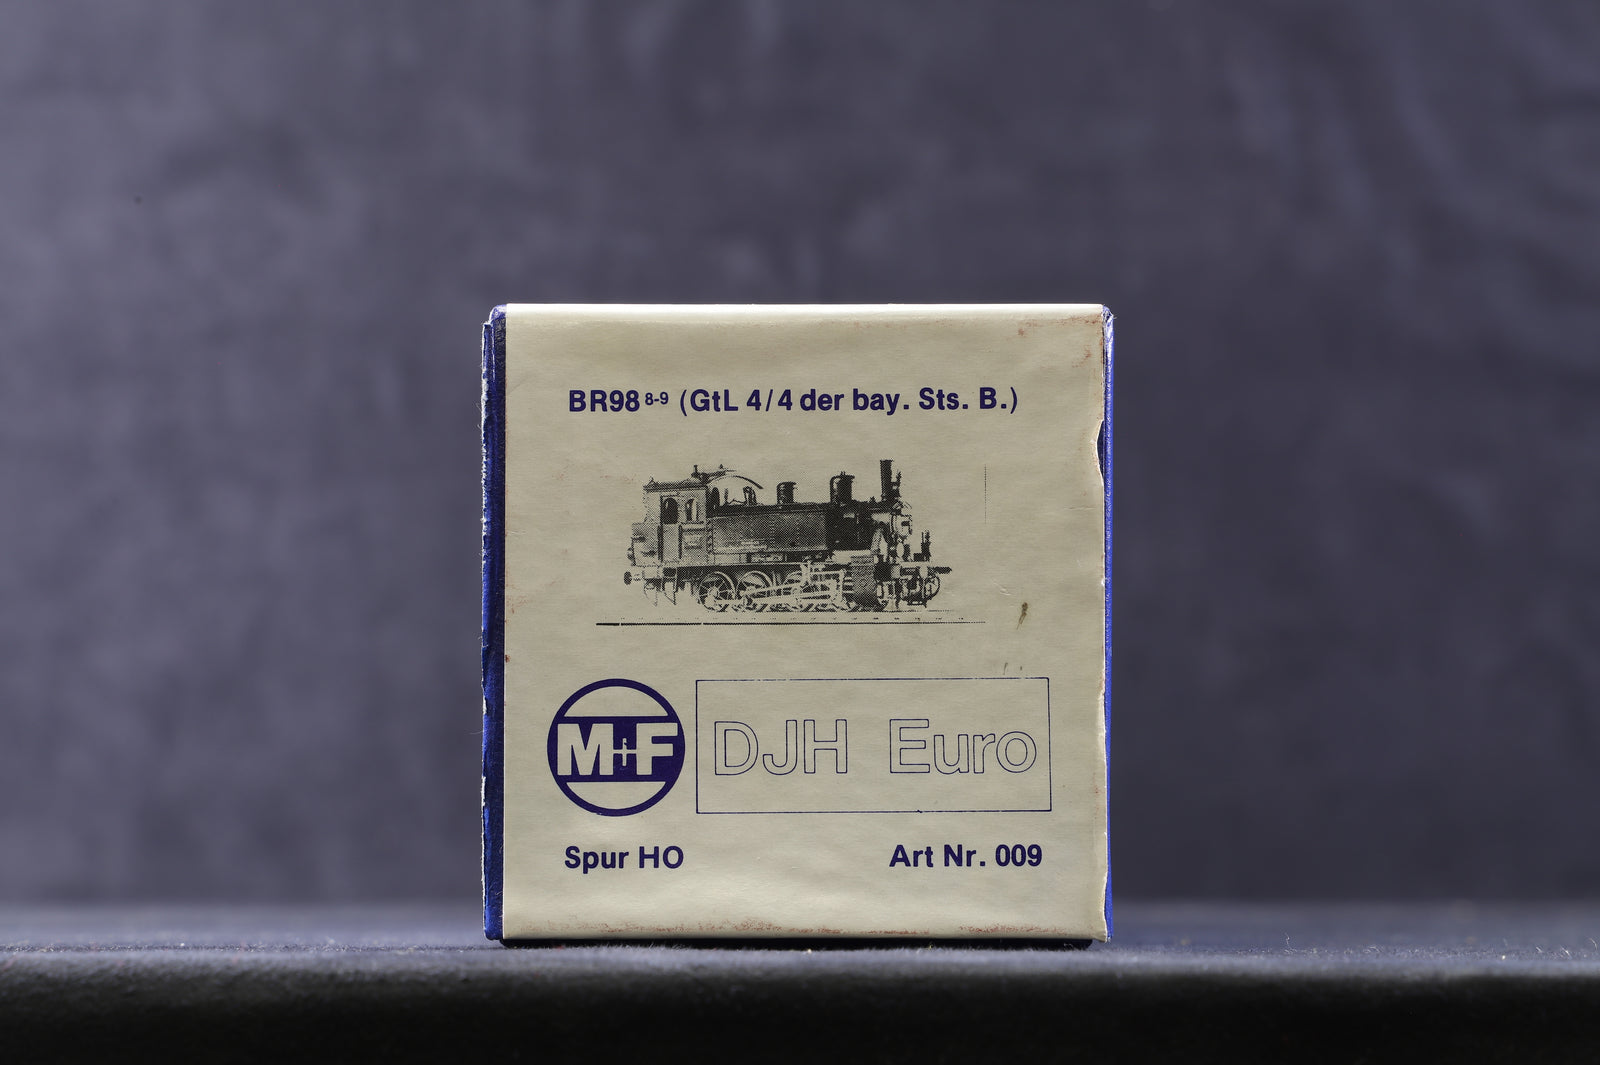 BR98 8-9 (GtL 4/4 der bay. Sts. B.)
M+F DJH Euro
Spur HO Art Nr. 009